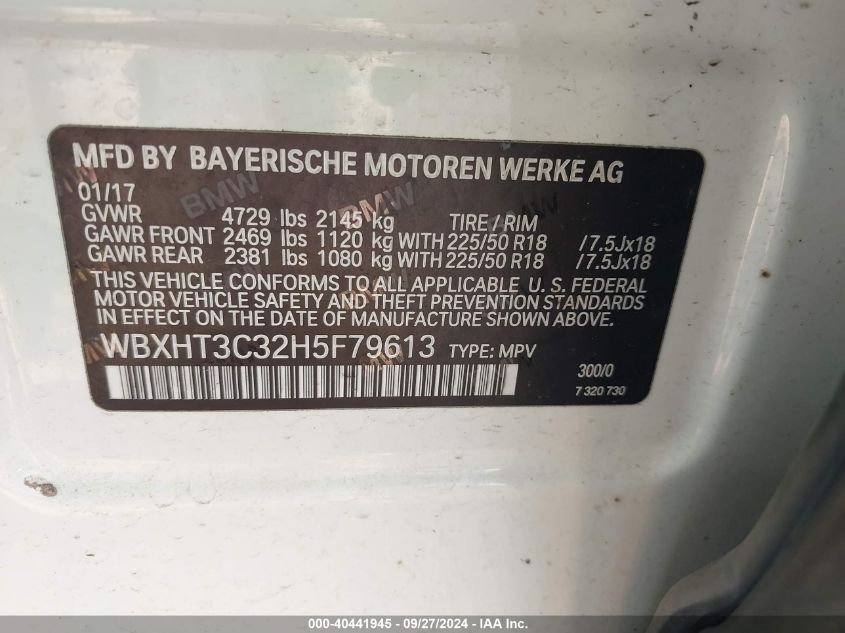 MFD BY BAYERISCHE MOTOREN WERKE AG
01/17
GVWR 4729 lbs 2145 kg TIRE / RIM
GAWR FRONT 2469 lbs 1120 kg WITH 225/50 R18 /7.5Jx18
GAWR REAR 2381 lbs 1080 kg WITH 225/50 R18 /7.5Jx18
THIS VEHICLE CONFORMS TO ALL APPLICABLE U. S. FEDERAL
MOTOR VEHICLE SAFETY AND THEFT PREVENTION STANDARDS
IN EFFECT ON THE DATE OF MANUFACTURE SHOWN ABOVE.
WBXHT3C32H5F79613 TYPE: MPV
300/0
7 320 730
BMW
BMW
000-40441945 - 09/27/2024 - IAA Inc.